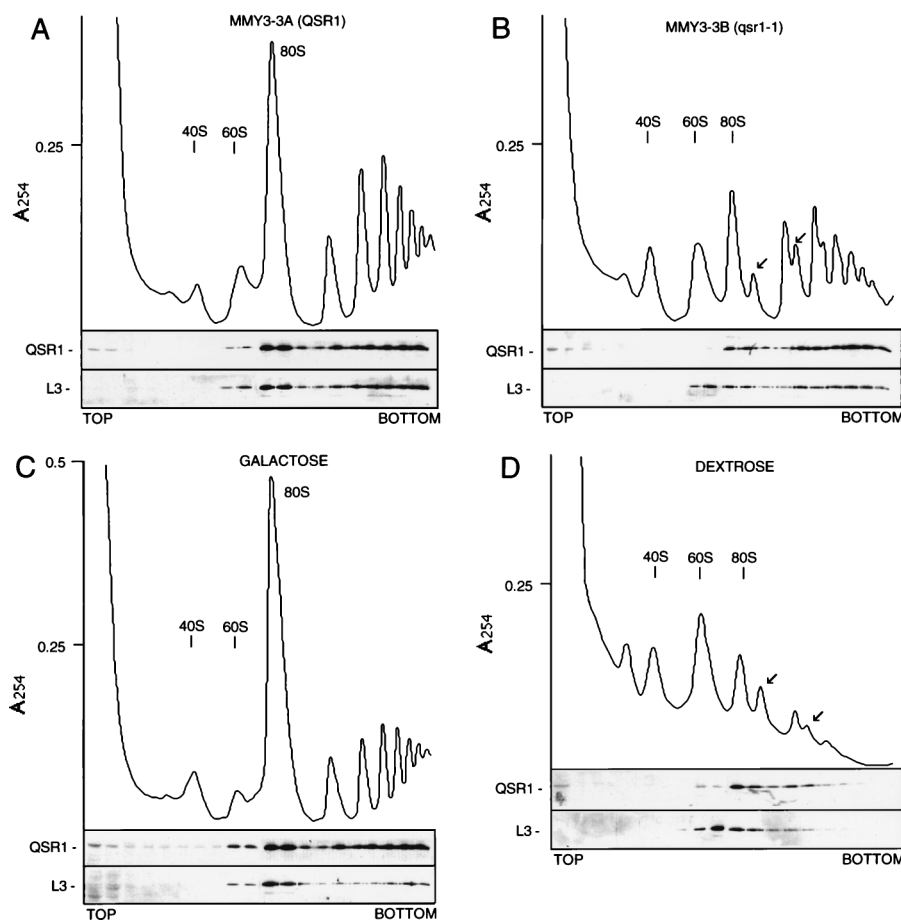 A
MMY3-3A (QSR1)
80S
40S
60S
0.25
A254
QSR1 -
L3 -
TOP
BOTTOM
B
MMY3-3B (qsr1-1)
40S
60S
80S
0.25
A254
QSR1 -
L3 -
TOP
BOTTOM
C
GALACTOSE
0.5
80S
40S
60S
0.25
A254
QSR1 -
L3 -
TOP
BOTTOM
D
DEXTROSE
40S
60S
80S
0.25
A254
QSR1 -
L3 -
TOP
BOTTOM